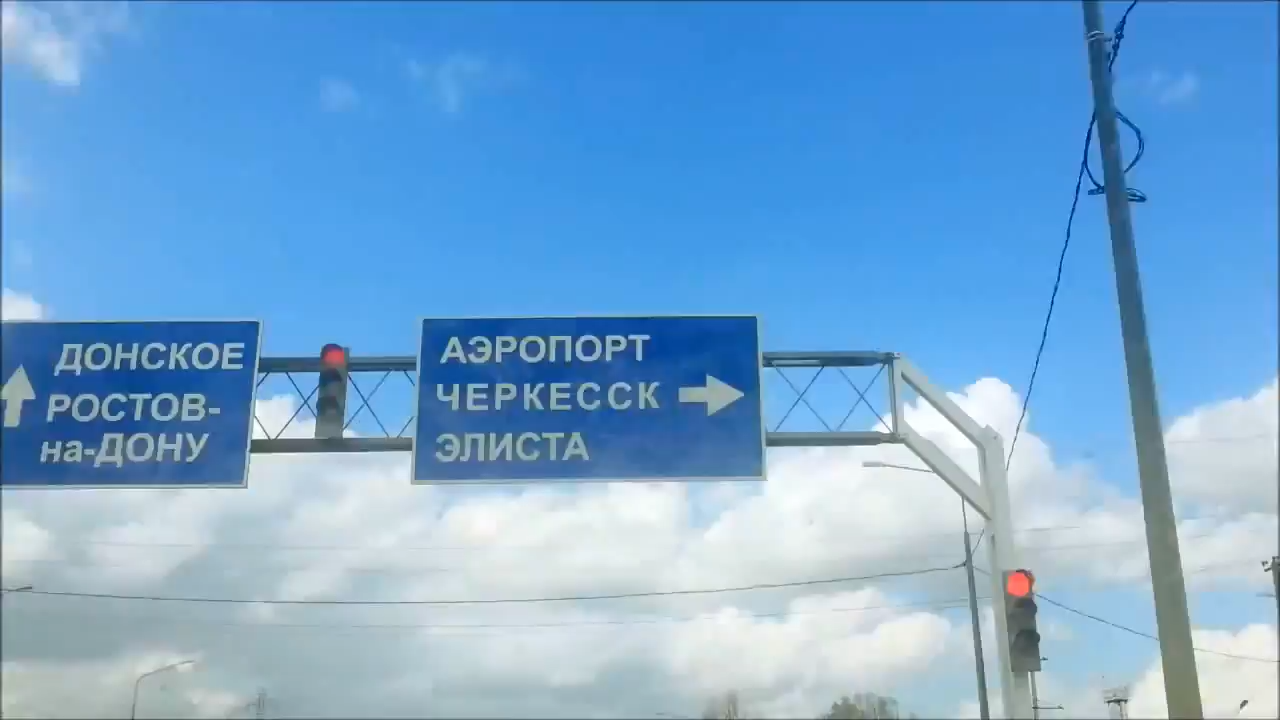 ДОНСКОЕ
РОСТОВ-
на-ДОНУ
АЭРОПОРТ
ЧЕРКЕССК
ЭЛИСТА